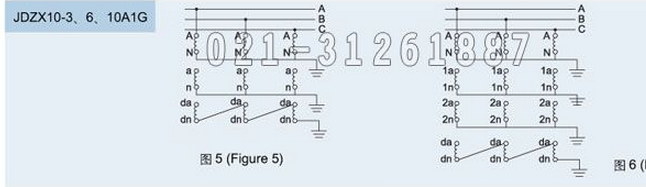 JDZX10-3、6、10A1G
A
B
C
A A A
N N N
a a a
n n n
da da da
dn dn dn
图 5 (Figure 5)
A
B
C
A A A
N N N
1a 1a 1a
1n 1n 1n
2a 2a 2a
2n 2n 2n
da da da
dn dn dn
图 6 (
021-31261887